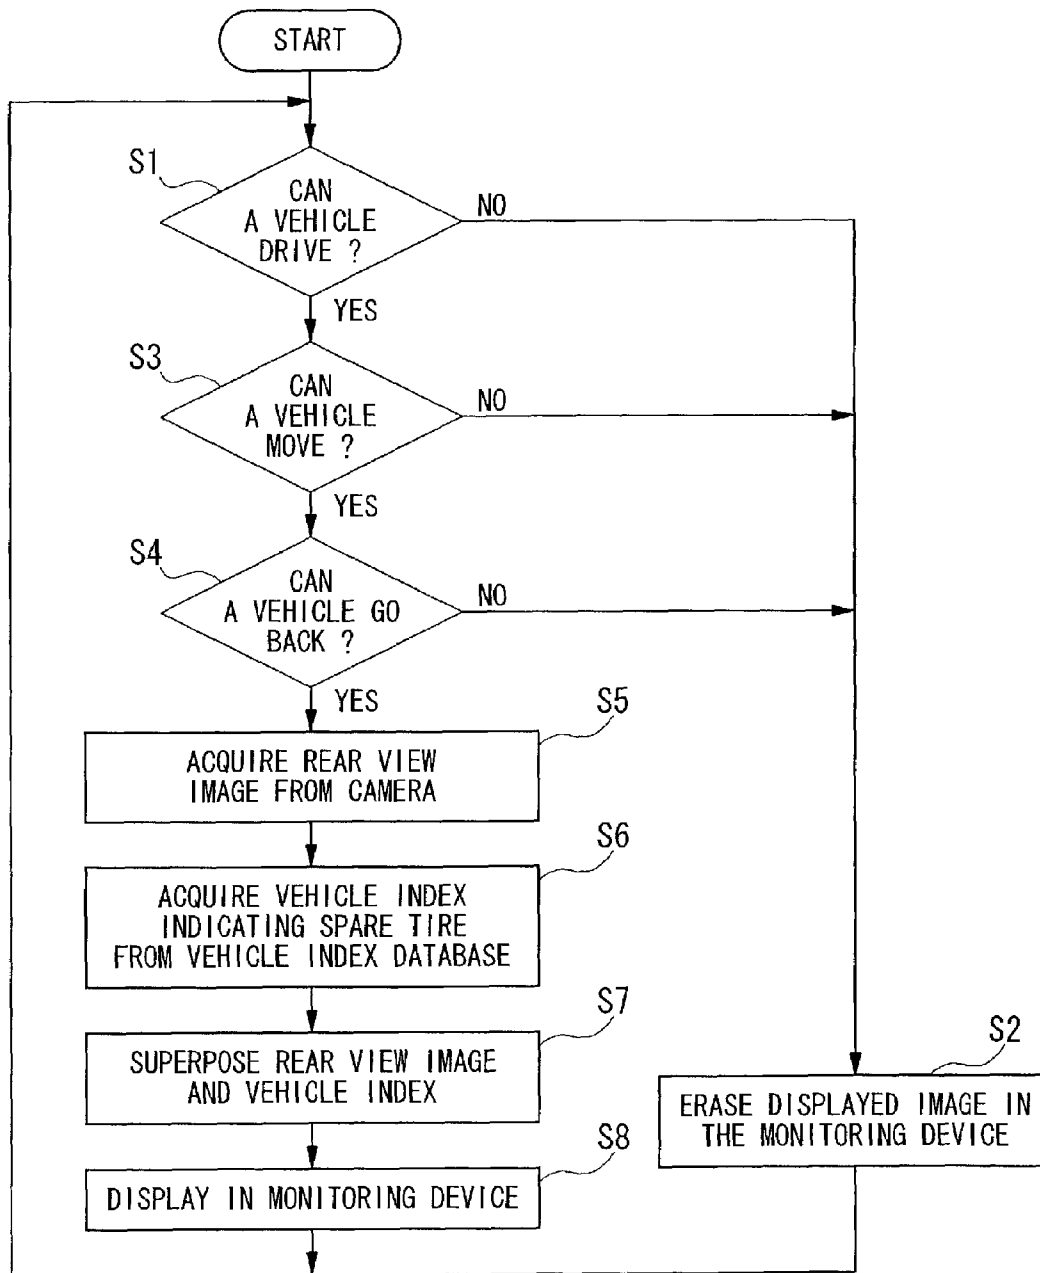 START
S1
CAN
A VEHICLE
DRIVE ?
NO
YES
S3
CAN
A VEHICLE
MOVE ?
NO
YES
S4
CAN
A VEHICLE GO
BACK ?
NO
YES
S5
ACQUIRE REAR VIEW
IMAGE FROM CAMERA
S6
ACQUIRE VEHICLE INDEX
INDICATING SPARE TIRE
FROM VEHICLE INDEX DATABASE
S7
SUPERPOSE REAR VIEW IMAGE
AND VEHICLE INDEX
S2
ERASE DISPLAYED IMAGE IN
THE MONITORING DEVICE
S8
DISPLAY IN MONITORING DEVICE